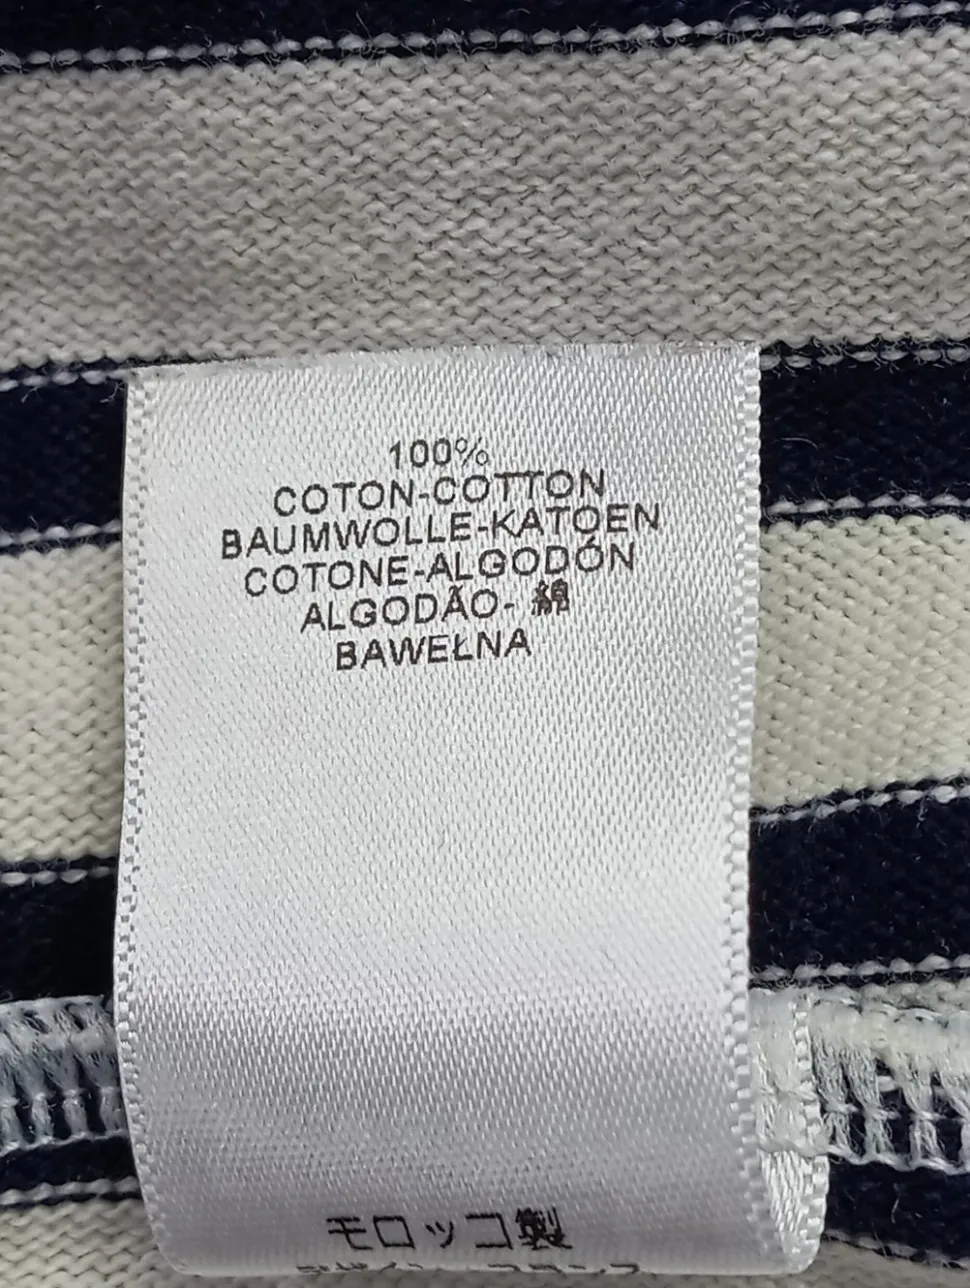 100%
COTON-COTTON
BAUMWOLLE-KATOEN
COTONE-ALGODÓN
ALGODÃO- 綿
BAWEŁNA
モロッコ製